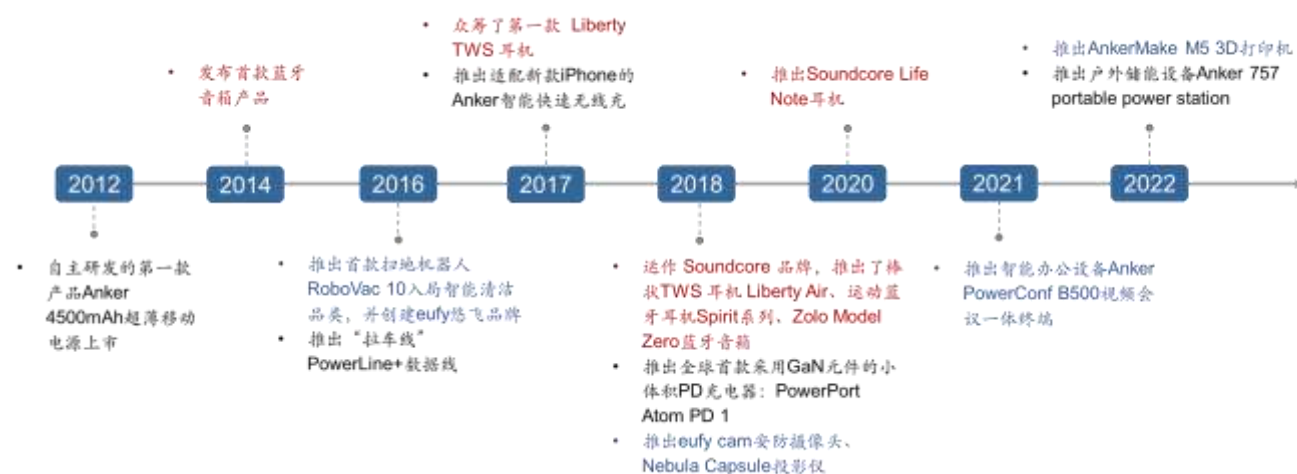 众筹了第一款 Liberty
TWS 耳机
推出适配新款iPhone的
Anker智能快速无线充
推出AnkerMake M5 3D打印机
推出户外储能设备Anker 757
portable power station
发布首款蓝牙
音箱产品
推出Soundcore Life
Note耳机
2012 2014 2016 2017 2018 2020 2021 2022
自主研发的第一款
产品Anker
4500mAh超薄移动
电源上市
推出首款扫地机器人
RoboVac 10入局智能清洁
品类，并创建eufy悠飞品牌
推出“拉车线”
PowerLine+数据线
运作 Soundcore 品牌，推出了棒
状TWS 耳机 Liberty Air、运动蓝
牙耳机Spirit系列、Zolo Model
Zero蓝牙音箱
推出全球首款采用GaN元件的小
体积PD充电器：PowerPort
Atom PD 1
推出eufy cam安防摄像头、
Nebula Capsule投影仪
推出智能办公设备Anker
PowerConf B500视频会
议一体终端